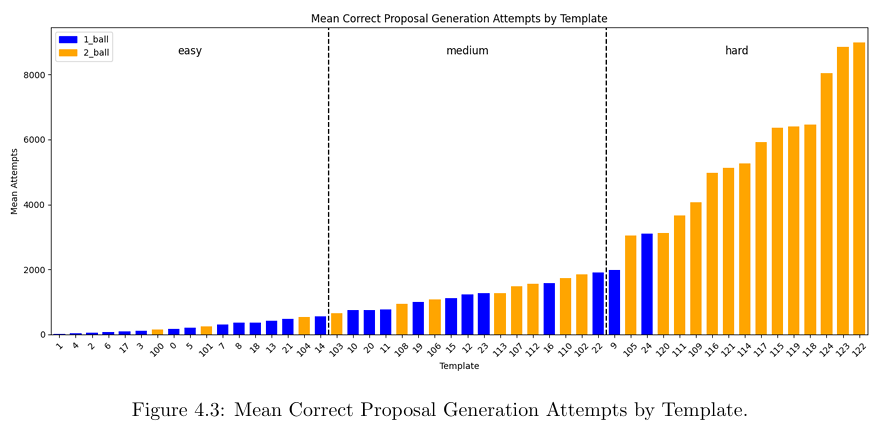 Mean Correct Proposal Generation Attempts by Template
1_ball
2_ball
easy
medium
hard
8000
6000
4000
2000
0
Mean Attempts
1 4 2 6 17 3 100 0 5 101 7 8 18 13 21 104 14 103 10 20 11 108 19 106 15 12 23 113 107 112 16 110 102 22 9 105 24 120 111 109 116 121 114 117 115 119 118 124 123 122
Template
Figure 4.3: Mean Correct Proposal Generation Attempts by Template.